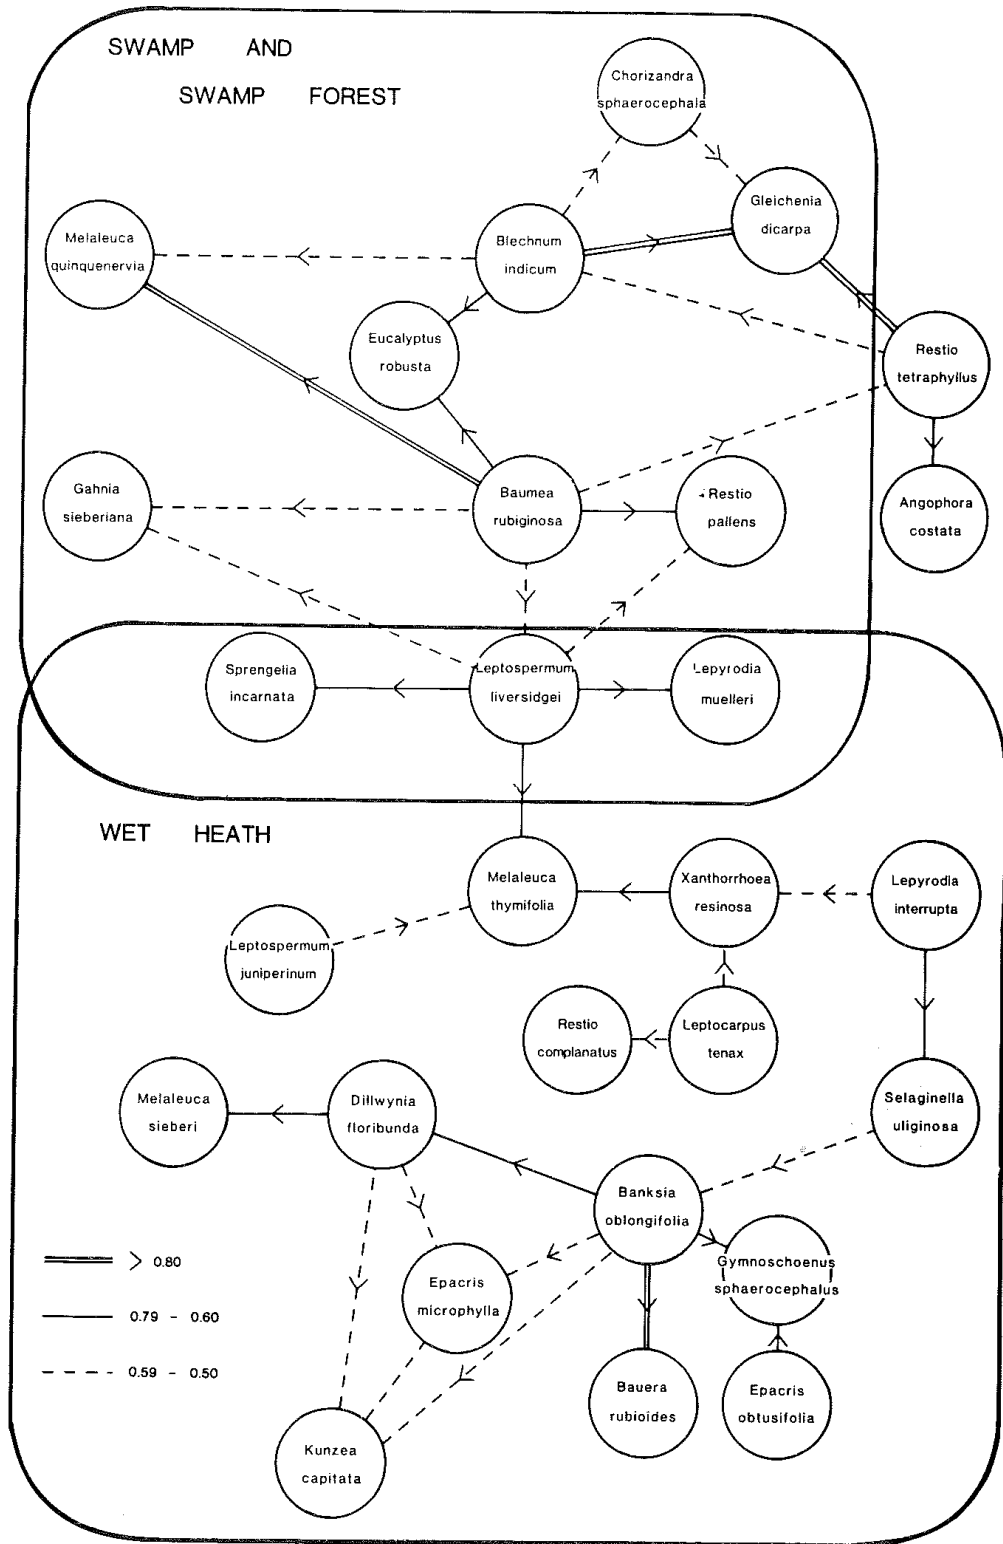 SWAMP AND
SWAMP FOREST
Chorizandra
sphaerocephala
Gleichenia
dicarpa
Melaleuca
quinquenervia
Blechnum
indicum
Eucalyptus
robusta
Restio
tetraphyllus
Gahnia
sieberiana
Baumea
rubiginosa
Restio
pallens
Angophora
costata
Sprengelia
incarnata
Leptospermum
liversidgei
Lepyrodia
muelleri
WET HEATH
Melaleuca
thymifolia
Xanthorrhoea
resinosa
Lepyrodia
interrupta
Leptospermum
juniperinum
Restio
complanatus
Leptocarpus
tenax
Melaleuca
sieberi
Dillwynia
floribunda
Selaginella
uliginosa
Banksia
oblongifolia
Gymnoschoenus
sphaerocephalus
Epacris
microphylla
> 0.80
0.79 - 0.60
0.59 - 0.50
Bauera
rubioides
Epacris
obtusifolia
Kunzea
capitata